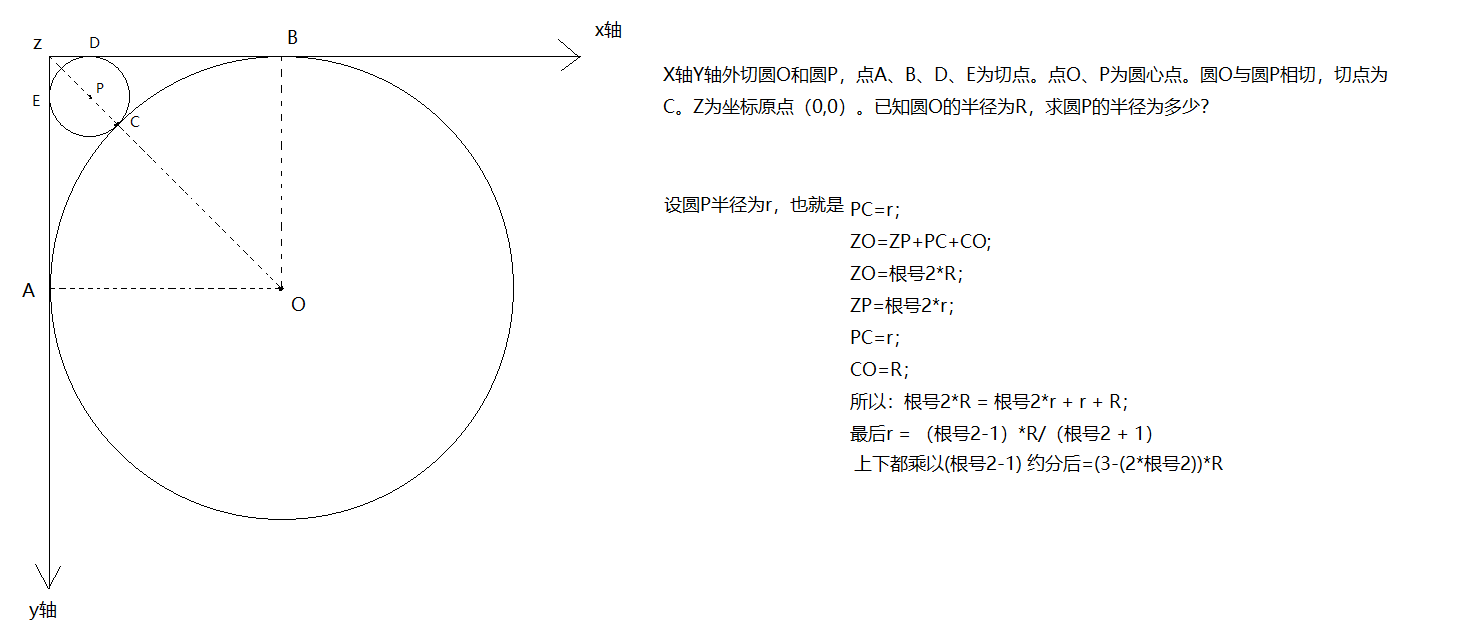 x轴
B
z
D
P
E
C
A
O
y轴
X轴Y轴外切圆O和圆P，点A、B、D、E为切点。点O、P为圆心点。圆O与圆P相切，切点为
C。Z为坐标原点（0,0）。已知圆O的半径为R，求圆P的半径为多少？
设圆P半径为r，也就是 PC=r；
ZO=ZP+PC+CO;
ZO=根号2*R；
ZP=根号2*r；
PC=r；
CO=R；
所以：根号2*R = 根号2*r + r + R；
最后r = （根号2-1）*R/（根号2 + 1）
上下都乘以(根号2-1) 约分后=(3-(2*根号2))*R